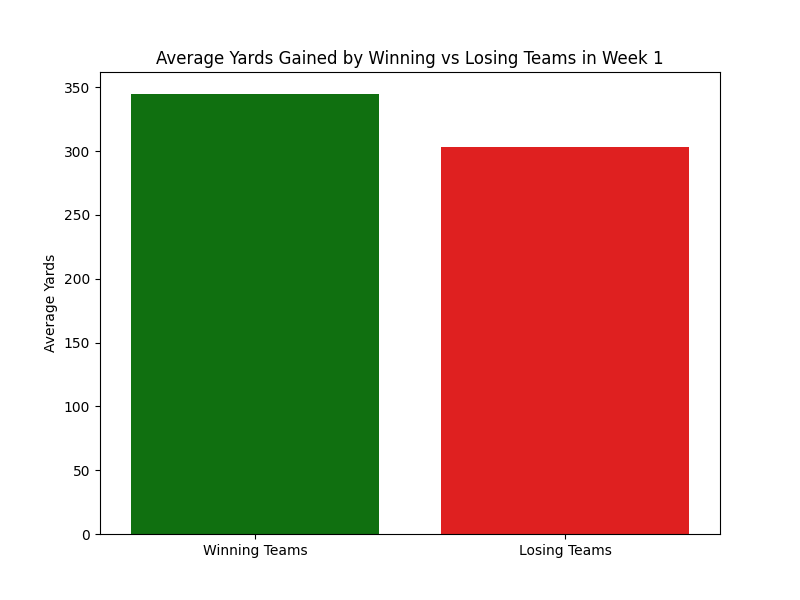 Average Yards Gained by Winning vs Losing Teams in Week 1
350
300
250
200
150
100
50
0
Average Yards
Winning Teams
Losing Teams